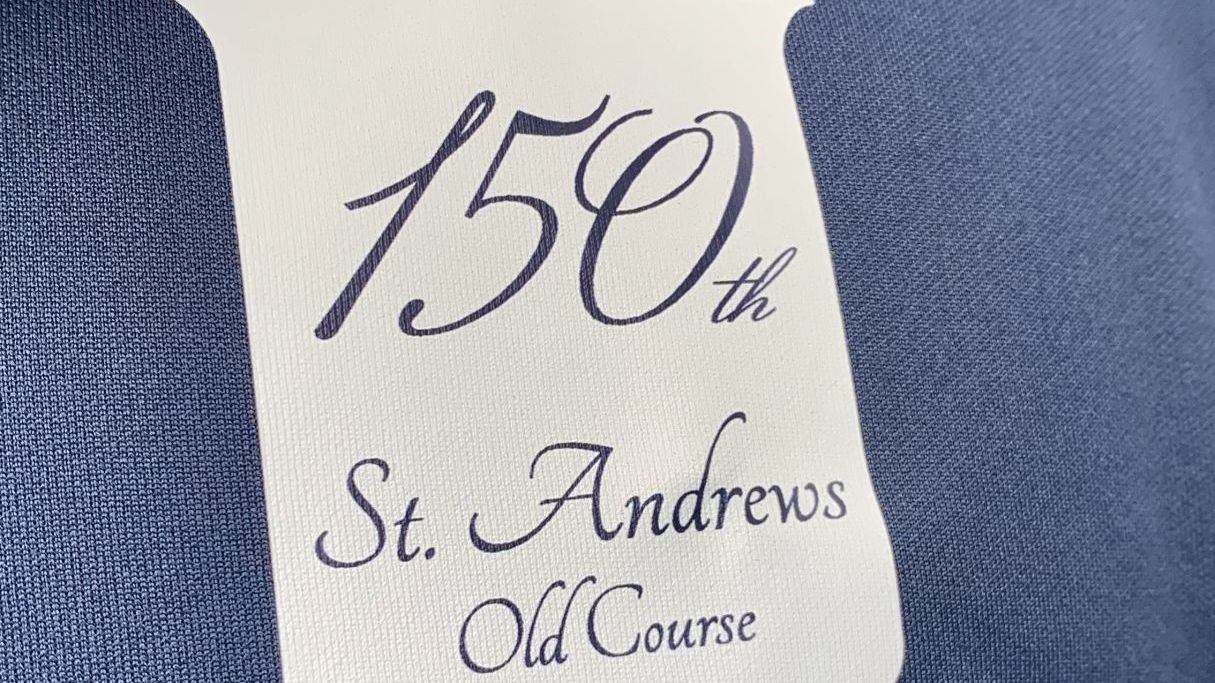 150th
St. Andrews
Old Course